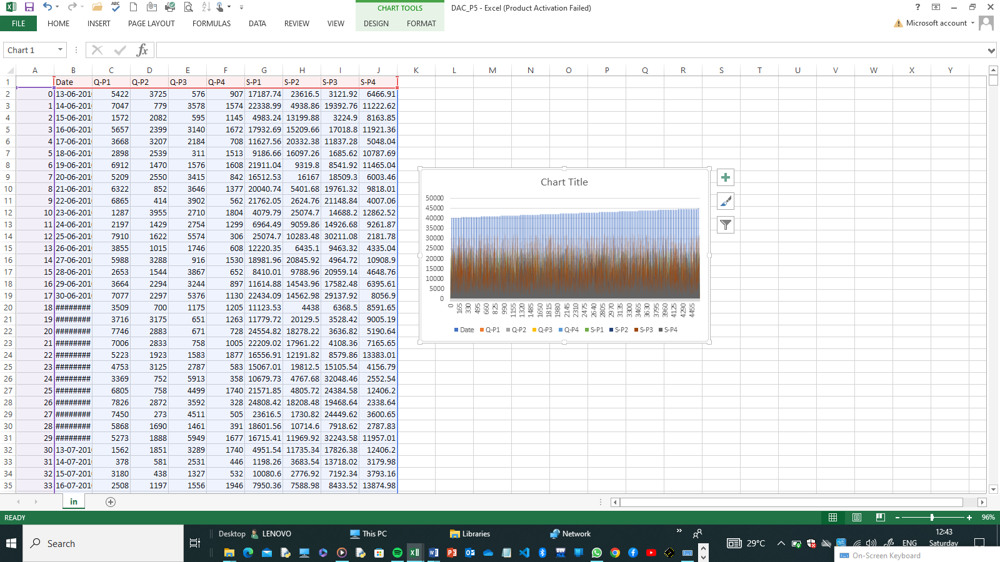 DAC_P5 - Excel (Product Activation Failed)
CHART TOOLS
FILE HOME INSERT PAGE LAYOUT FORMULAS DATA REVIEW VIEW DESIGN FORMAT
Microsoft account
Chart 1
fx
A B C D E F G H I J K L M N O P Q R S T U V W X Y
1 Date Q-P1 Q-P2 Q-P3 Q-P4 S-P1 S-P2 S-P3 S-P4
2 0 13-06-201 5422 3725 576 907 17187.74 23616.5 3121.92 6466.91
3 1 14-06-201 7047 779 3578 1574 22338.99 4938.86 19392.76 11222.62
4 2 15-06-201 1572 2082 595 1145 4983.24 13199.88 3224.9 8163.85
5 3 16-06-201 5657 2399 3140 1672 17932.69 15209.66 17018.8 11921.36
6 4 17-06-201 3668 3207 2184 708 11627.56 20332.38 11837.28 5048.04
7 5 18-06-201 2898 2539 311 1513 9186.66 16097.26 1685.62 10787.69
8 6 19-06-201 6912 1470 1576 1608 21911.04 9319.8 8541.92 11465.04
9 7 20-06-201 5209 2550 3415 842 16512.53 16167 18509.3 6003.46
10 8 21-06-201 6322 852 3646 1377 20040.74 5401.68 19761.32 9818.01
11 9 22-06-201 6865 414 3902 562 21762.05 2624.76 21148.84 4007.06
12 10 23-06-201 1287 3955 2710 1804 4079.79 25074.7 14688.2 12862.52
13 11 24-06-201 2197 1429 2754 1299 6964.49 9059.86 14926.68 9261.87
14 12 25-06-201 7910 1622 5574 306 25074.7 10283.48 30211.08 2181.78
15 13 26-06-201 3855 1015 1746 608 12220.35 6435.1 9463.32 4335.04
16 14 27-06-201 5988 3288 916 1530 18981.96 20845.92 4964.72 10908.9
17 15 28-06-201 2653 1544 3867 652 8410.01 9788.96 20959.14 4648.76
18 16 29-06-201 3664 2294 3244 897 11614.88 14543.96 17582.48 6395.61
19 17 30-06-201 7077 2297 5376 1130 22434.09 14562.98 29137.92 8056.9
20 18 ######## 3509 700 1175 1205 11123.53 4438 6368.5 8591.65
21 19 ######## 3716 3175 651 1263 11779.72 20129.5 3528.42 9005.19
22 20 ######## 7746 2883 671 728 24554.82 18278.22 3636.82 5190.64
23 21 ######## 7006 2833 758 1005 22209.02 17961.22 4108.36 7165.65
24 22 ######## 5223 1923 1583 1877 16556.91 12191.82 8579.86 13383.01
25 23 ######## 4753 3125 2787 583 15067.01 19812.5 15105.54 4156.79
26 24 ######## 3369 752 5913 358 10679.73 4767.68 32048.46 2552.54
27 25 ######## 6805 758 4499 1740 21571.85 4805.72 24384.58 12406.2
28 26 ######## 7826 2872 3592 328 24808.42 18208.48 19468.64 2338.64
29 27 ######## 7450 273 4511 505 23616.5 1730.82 24449.62 3600.65
30 28 ######## 5868 1690 1461 391 18601.56 10714.6 7918.62 2787.83
31 29 ######## 5273 1888 5949 1677 16715.41 11969.92 32243.58 11957.01
32 30 13-07-201 1562 1851 3289 1740 4951.54 11735.34 17826.38 12406.2
33 31 14-07-201 378 581 2531 446 1198.26 3683.54 13718.02 3179.98
34 32 15-07-201 3180 438 1327 532 10080.6 2776.92 7192.34 3793.16
35 33 16-07-201 2508 1197 1556 1946 7950.36 7588.98 8433.52 13874.98
Chart Title
50000
45000
40000
35000
30000
25000
20000
15000
10000
5000
0
0 165 330 495 660 825 990 1155 1320 1485 1650 1815 1980 2145 2310 2475 2640 2805 2970 3135 3300 3465 3630 3795 3960 4125 4290 4455
Date Q-P1 Q-P2 Q-P3 Q-P4 S-P1 S-P2 S-P3 S-P4
in
READY
96%
Search
Desktop LENOVO This PC Libraries Network
29°C
ENG
12:43
Saturday
On-Screen Keyboard